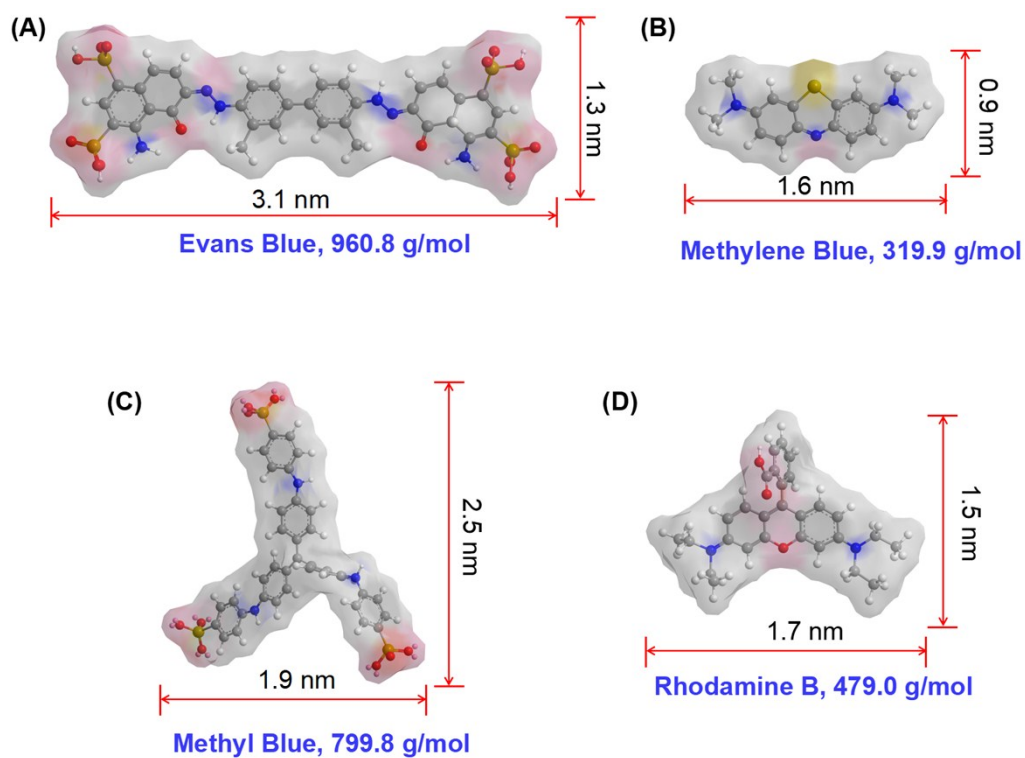 (A)
1.3 nm
3.1 nm
Evans Blue, 960.8 g/mol
(B)
0.9 nm
1.6 nm
Methylene Blue, 319.9 g/mol
(C)
2.5 nm
1.9 nm
Methyl Blue, 799.8 g/mol
(D)
1.5 nm
1.7 nm
Rhodamine B, 479.0 g/mol